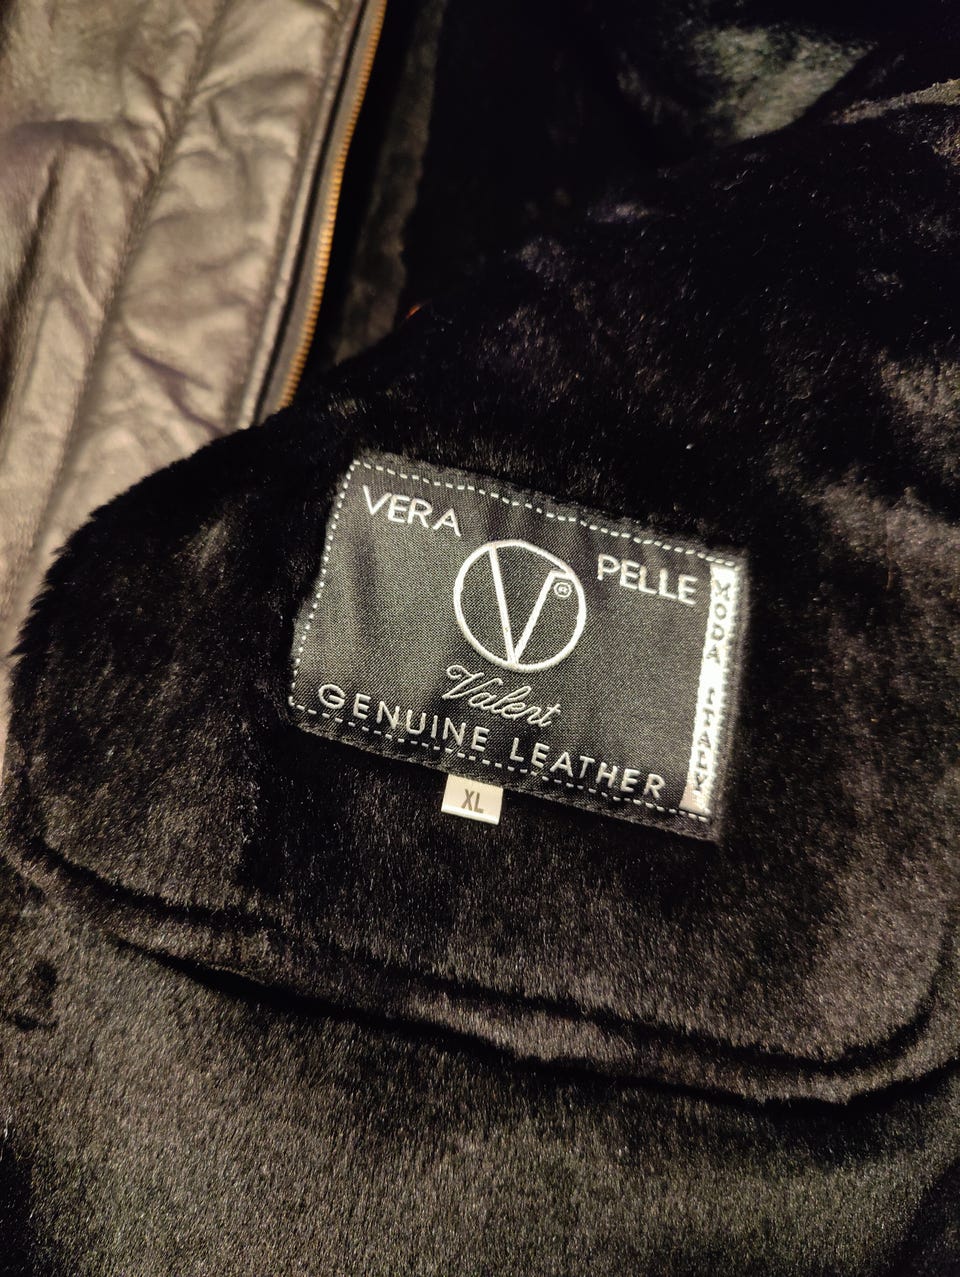 VERA
PELLE
V®
Valent
GENUINE LEATHER
MODA ITALY
XL